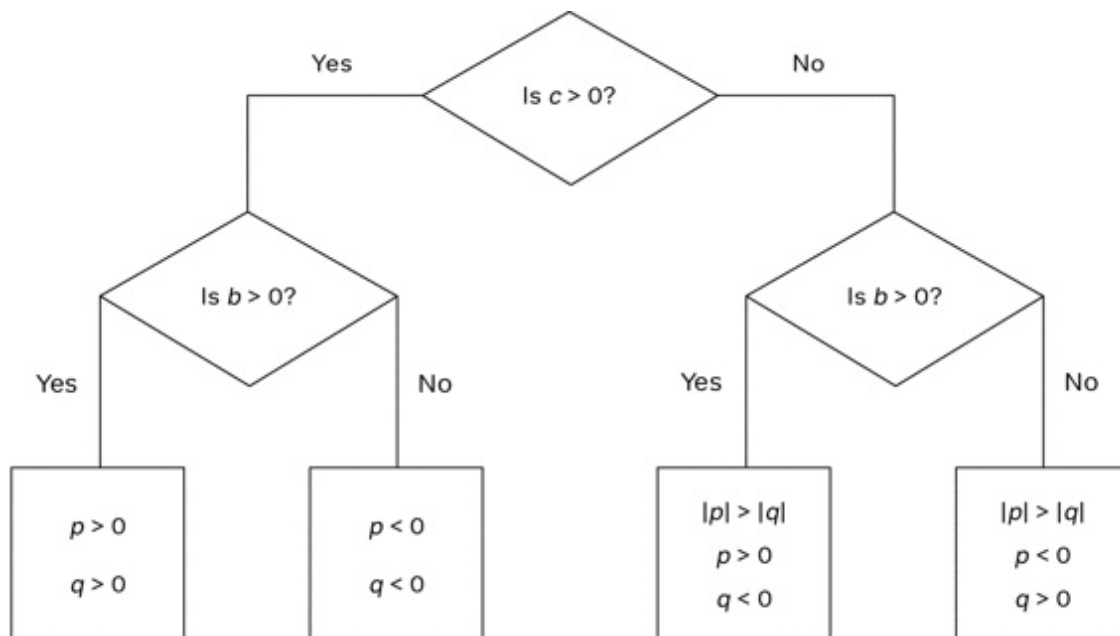 Yes
No
Is c > 0?
Is b > 0?
Is b > 0?
Yes
No
Yes
No
p > 0
q > 0
p < 0
q < 0
|p| > |q|
p > 0
q < 0
|p| > |q|
p < 0
q > 0